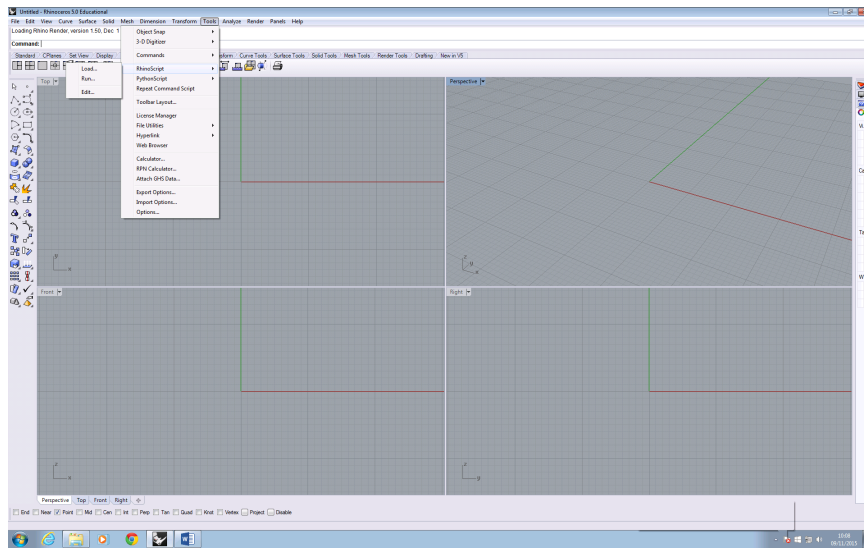 Untitled - Rhinoceros 5.0 Educational
File Edit View Curve Surface Solid Mesh Dimension Transform Tools Analyze Render Panels Help
Loading Rhino Render, version 1.50, Dec 1
Command:
Standard CPlanes Set View Display
Curve Tools Surface Tools Solid Tools Mesh Tools Render Tools Drafting New in V5
Object Snap
3-D Digitizer
Commands
RhinoScript
PythonScript
Repeat Command Script
Toolbar Layout...
License Manager
File Utilities
Hyperlink
Web Browser
Calculator...
RPN Calculator...
Attach GHS Data...
Export Options...
Import Options...
Options...
Load...
Run...
Edit...
Top
Perspective
y
x
z
y
x
Front
Right
z
x
z
y
Perspective Top Front Right
End Near Point Mid Cen Int Perp Tan Quad Knot Vertex Project Disable
10:08
09/11/2015